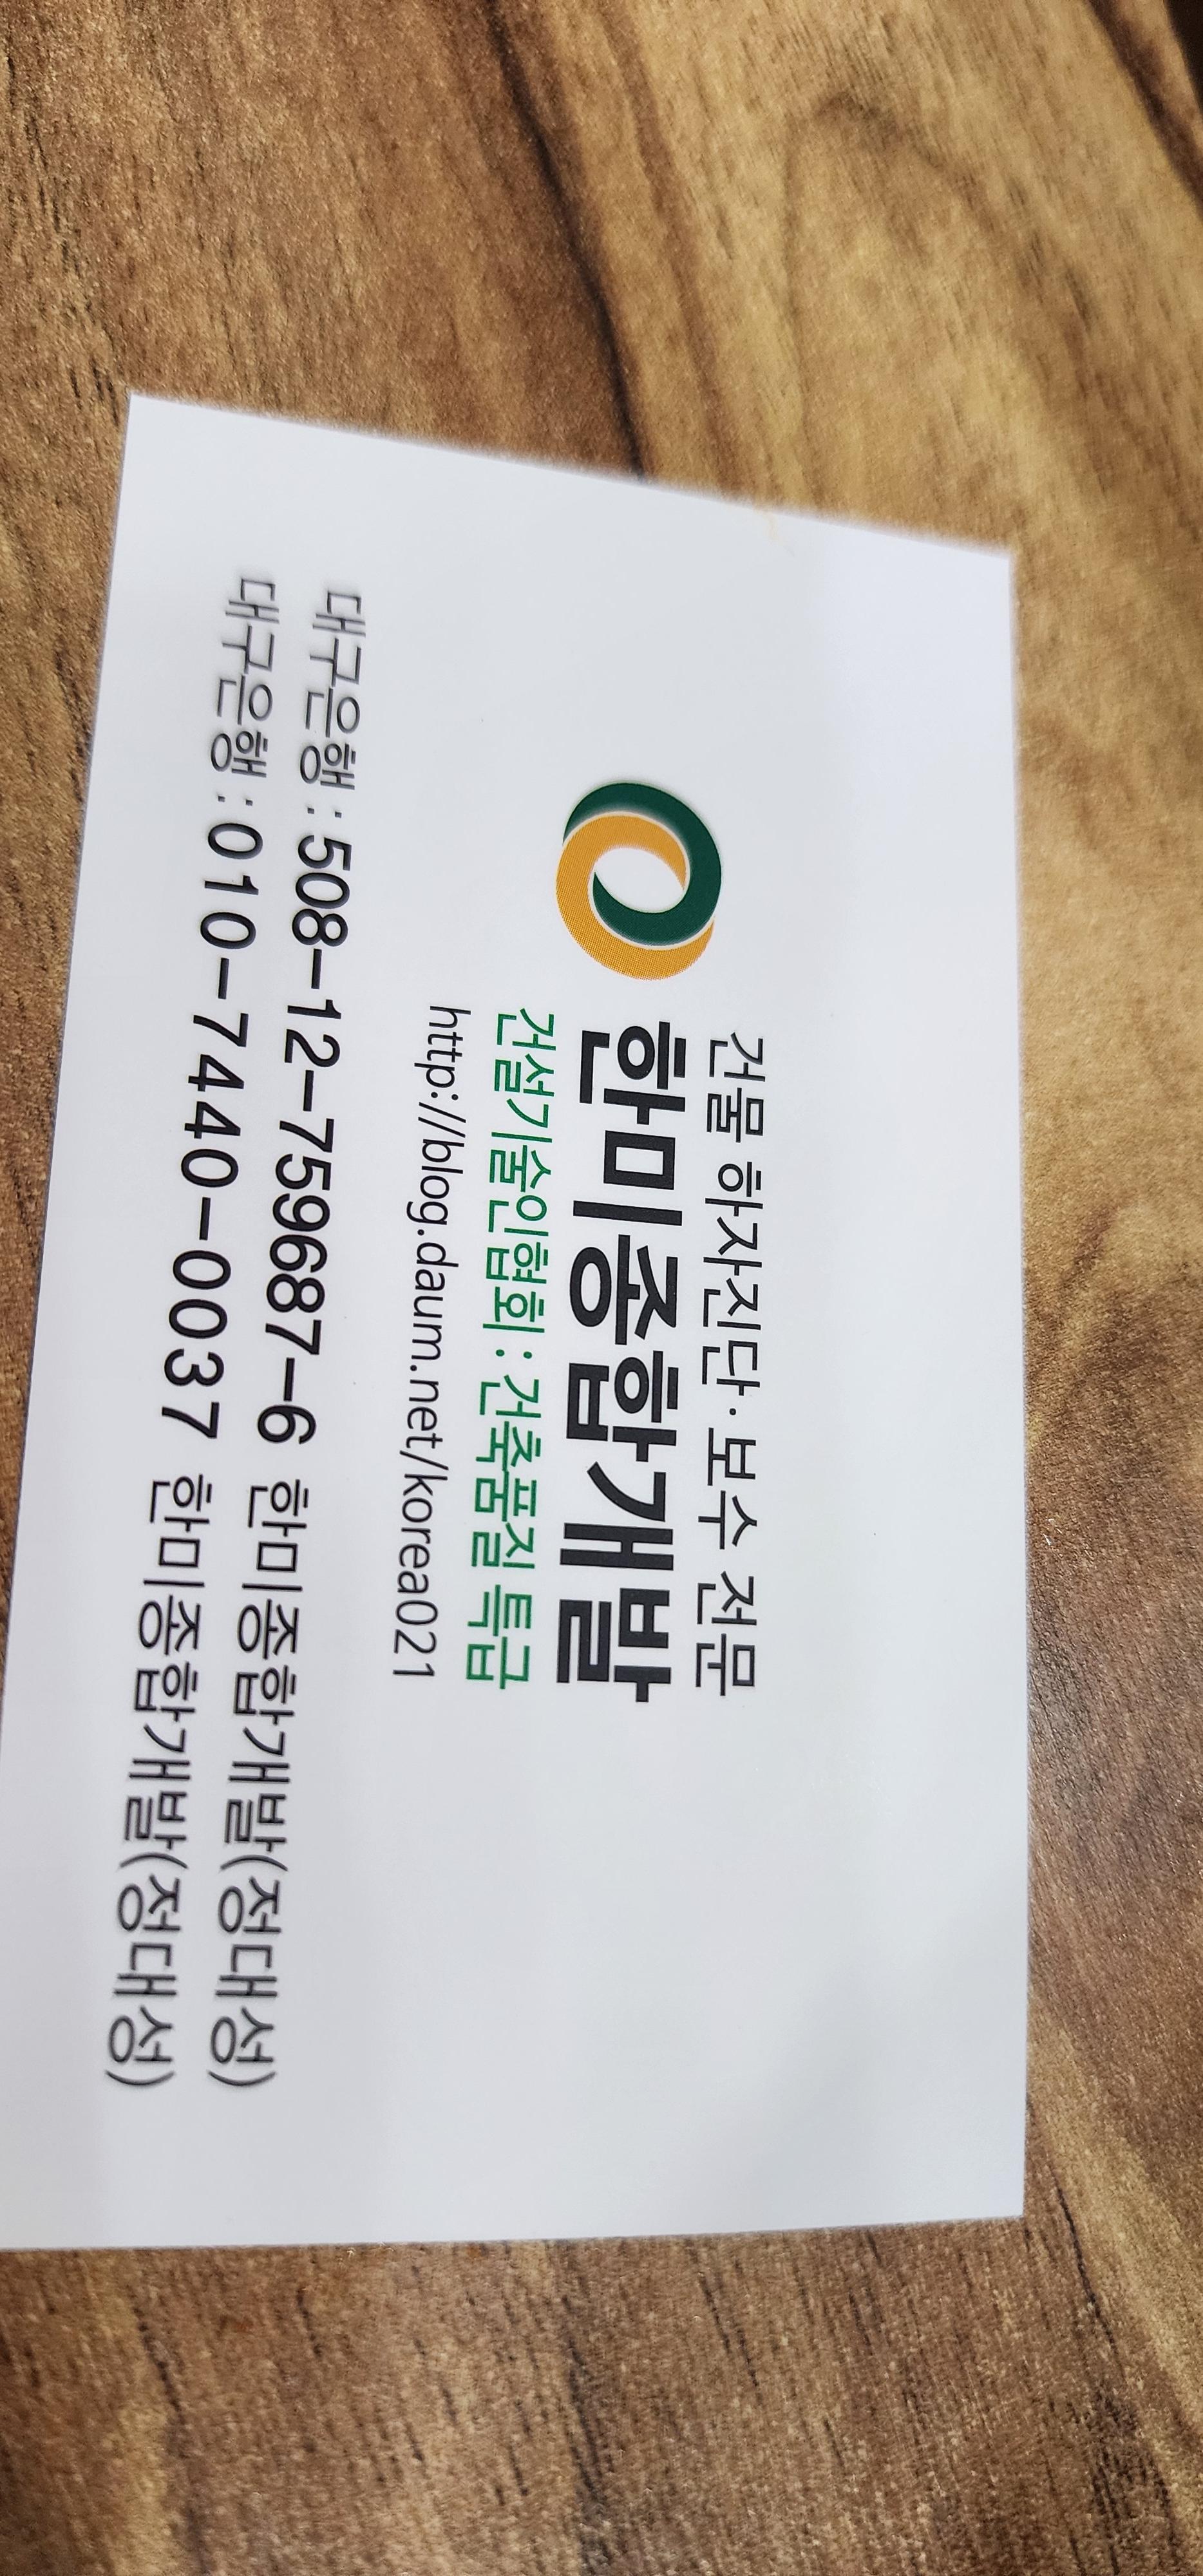 건물 하자진단·보수 전문
한미종합개발
건설기술인협회 : 건축품질 특급
http://blog.daum.net/korea021
대구은행 : 508-12-759687-6 한미종합개발(정대성)
대구은행 : 010-7440-0037 한미종합개발(정대성)